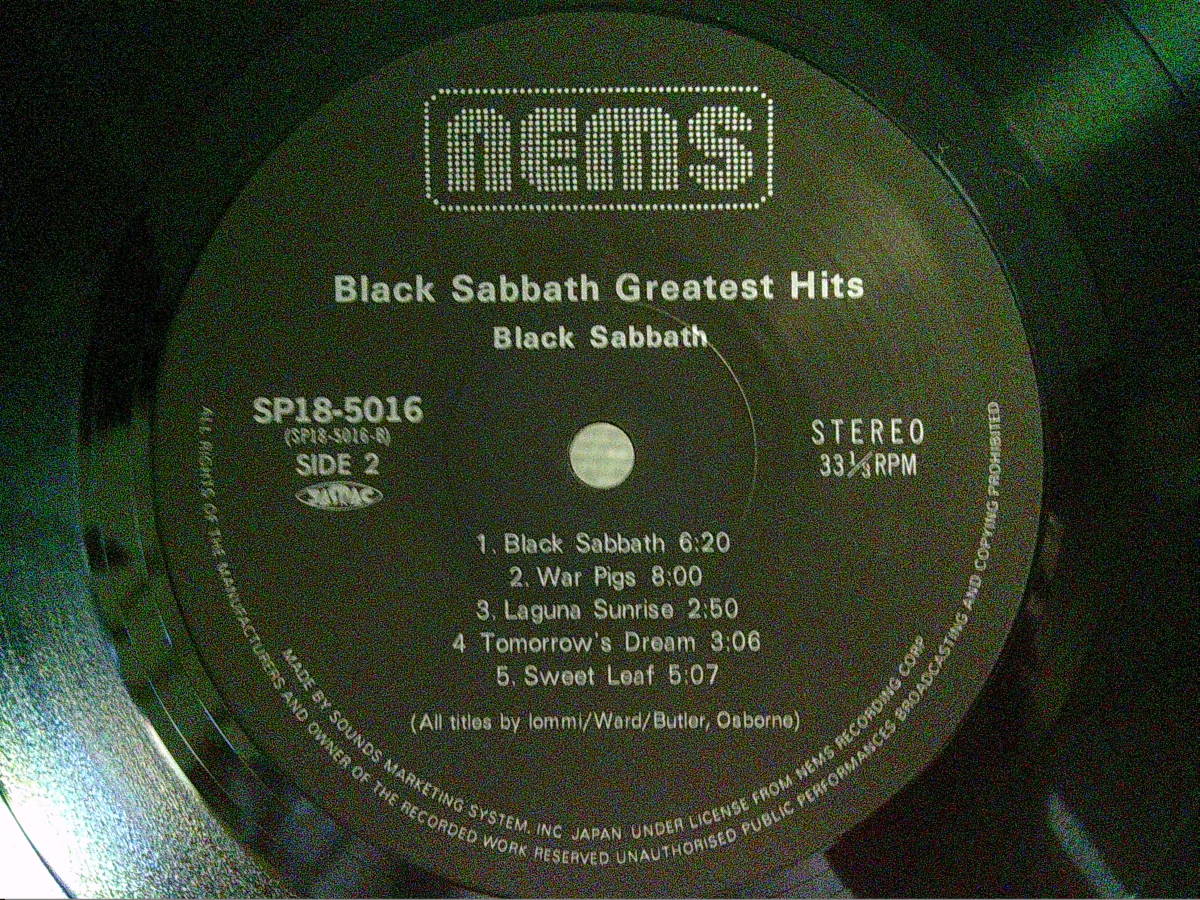 nems
Black Sabbath Greatest Hits
Black Sabbath
SP18-5016
(SP18-5016-B)
SIDE 2
STEREO
33⅓RPM
1. Black Sabbath 6:20
2. War Pigs 8:00
3. Laguna Sunrise 2:50
4 Tomorrow's Dream 3:06
5. Sweet Leaf 5:07
(All titles by Iommi/Ward/Butler, Osborne)
MADE BY SOUNDS MARKETING SYSTEM, INC JAPAN UNDER LICENSE FROM NEMS RECORDING CORP
ALL RIGHTS OF THE MANUFACTURERS AND OWNER OF THE RECORDED WORK RESERVED UNAUTHORISED PUBLIC PERFORMANCES BROADCASTING AND COPYING PROHIBITED